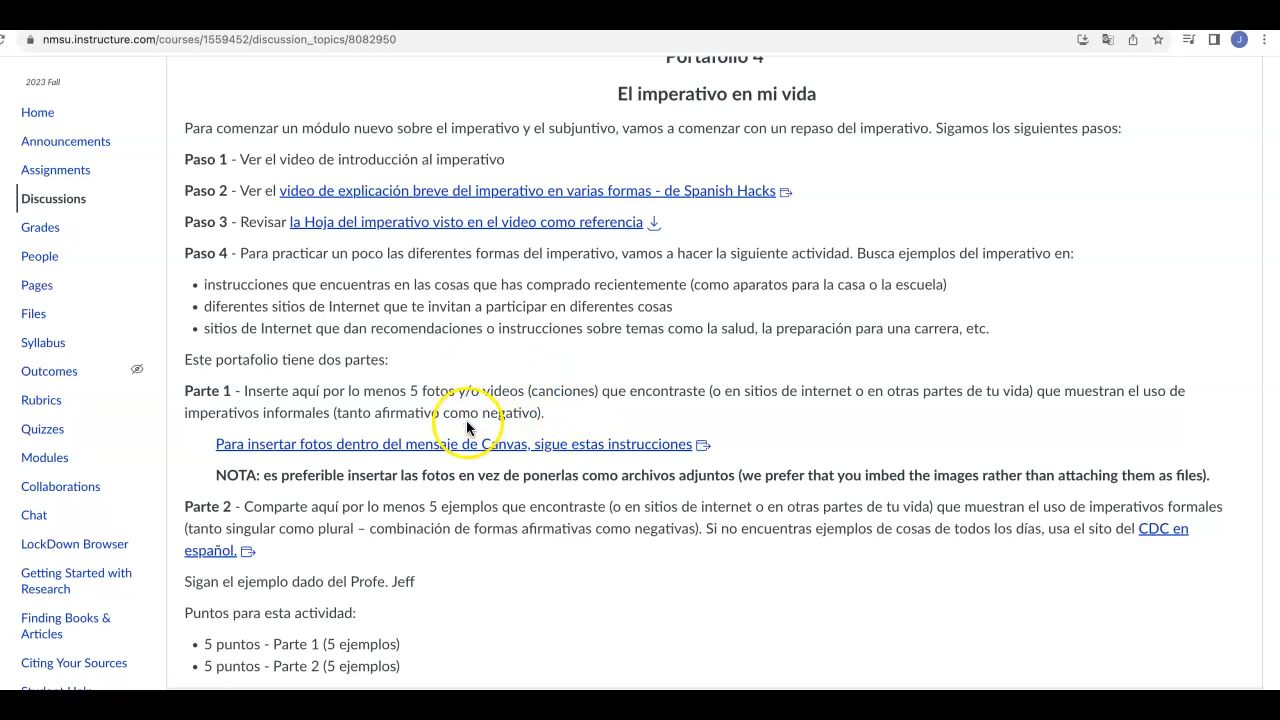 nmsu.instructure.com/courses/1559452/discussion_topics/8082950
J
2023 Fall
Home
Announcements
Assignments
Discussions
Grades
People
Pages
Files
Syllabus
Outcomes
Rubrics
Quizzes
Modules
Collaborations
Chat
LockDown Browser
Getting Started with
Research
Finding Books &
Articles
Citing Your Sources
Student Help
Portafolio 4
El imperativo en mi vida
Para comenzar un módulo nuevo sobre el imperativo y el subjuntivo, vamos a comenzar con un repaso del imperativo. Sigamos los siguientes pasos:
Paso 1 - Ver el video de introducción al imperativo
Paso 2 - Ver el video de explicación breve del imperativo en varias formas - de Spanish Hacks
Paso 3 - Revisar la Hoja del imperativo visto en el video como referencia
Paso 4 - Para practicar un poco las diferentes formas del imperativo, vamos a hacer la siguiente actividad. Busca ejemplos del imperativo en:
• instrucciones que encuentras en las cosas que has comprado recientemente (como aparatos para la casa o la escuela)
• diferentes sitios de Internet que te invitan a participar en diferentes cosas
• sitios de Internet que dan recomendaciones o instrucciones sobre temas como la salud, la preparación para una carrera, etc.
Este portafolio tiene dos partes:
Parte 1 - Inserte aquí por lo menos 5 fotos y/o videos (canciones) que encontraste (o en sitios de internet o en otras partes de tu vida) que muestran el uso de
imperativos informales (tanto afirmativo como negativo).
Para insertar fotos dentro del mensaje de Canvas, sigue estas instrucciones
NOTA: es preferible insertar las fotos en vez de ponerlas como archivos adjuntos (we prefer that you imbed the images rather than attaching them as files).
Parte 2 - Comparte aquí por lo menos 5 ejemplos que encontraste (o en sitios de internet o en otras partes de tu vida) que muestran el uso de imperativos formales
(tanto singular como plural – combinación de formas afirmativas como negativas). Si no encuentras ejemplos de cosas de todos los días, usa el sito del CDC en
español.
Sigan el ejemplo dado del Profe. Jeff
Puntos para esta actividad:
• 5 puntos - Parte 1 (5 ejemplos)
• 5 puntos - Parte 2 (5 ejemplos)